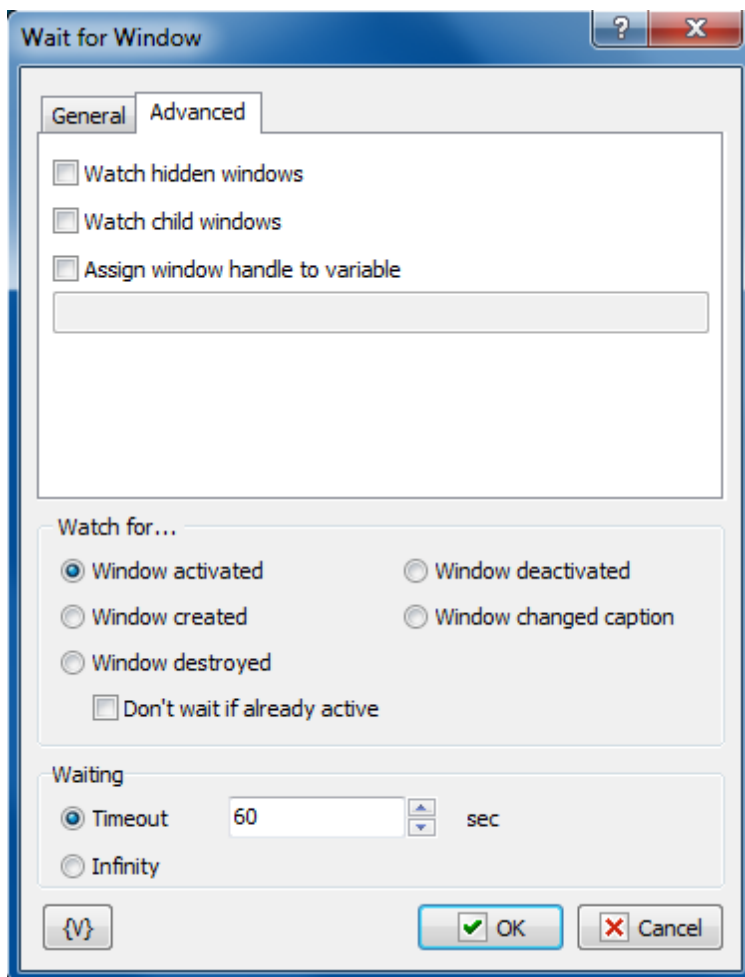 Wait for Window
?
General Advanced
Watch hidden windows
Watch child windows
Assign window handle to variable
Watch for...
Window activated Window deactivated
Window created Window changed caption
Window destroyed
Don't wait if already active
Waiting
Timeout 60 sec
Infinity
{V} OK Cancel